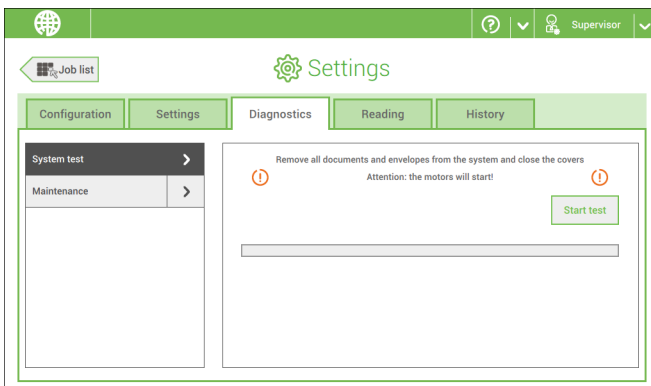 Supervisor
Job list
Settings
Configuration
Settings
Diagnostics
Reading
History
System test
Maintenance
Remove all documents and envelopes from the system and close the covers
Attention: the motors will start!
Start test